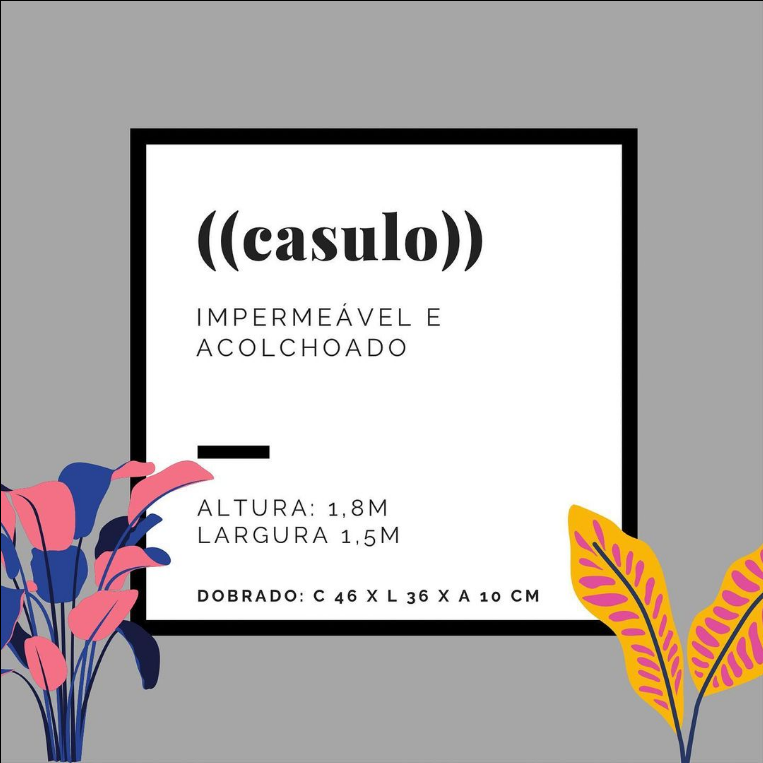 ((casulo))
IMPERMEÁVEL E
ACOLCHOADO
ALTURA: 1,8M
LARGURA 1,5M
DOBRADO: C 46 X L 36 X A 10 CM